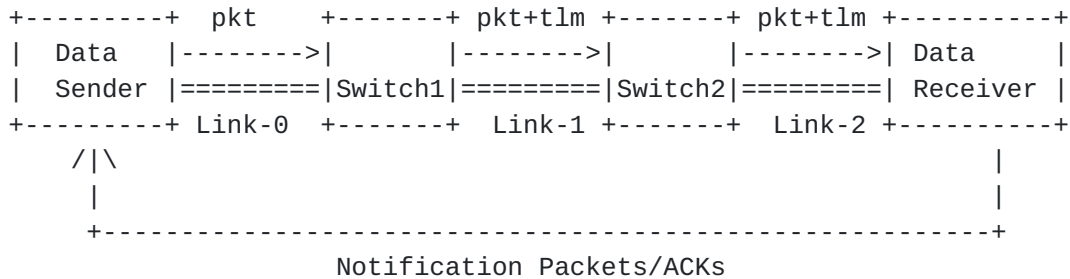 pkt pkt+tlm pkt+tlm
Data Data
Sender Switch1 Switch2 Receiver
Link-0 Link-1 Link-2
Notification Packets/ACKs